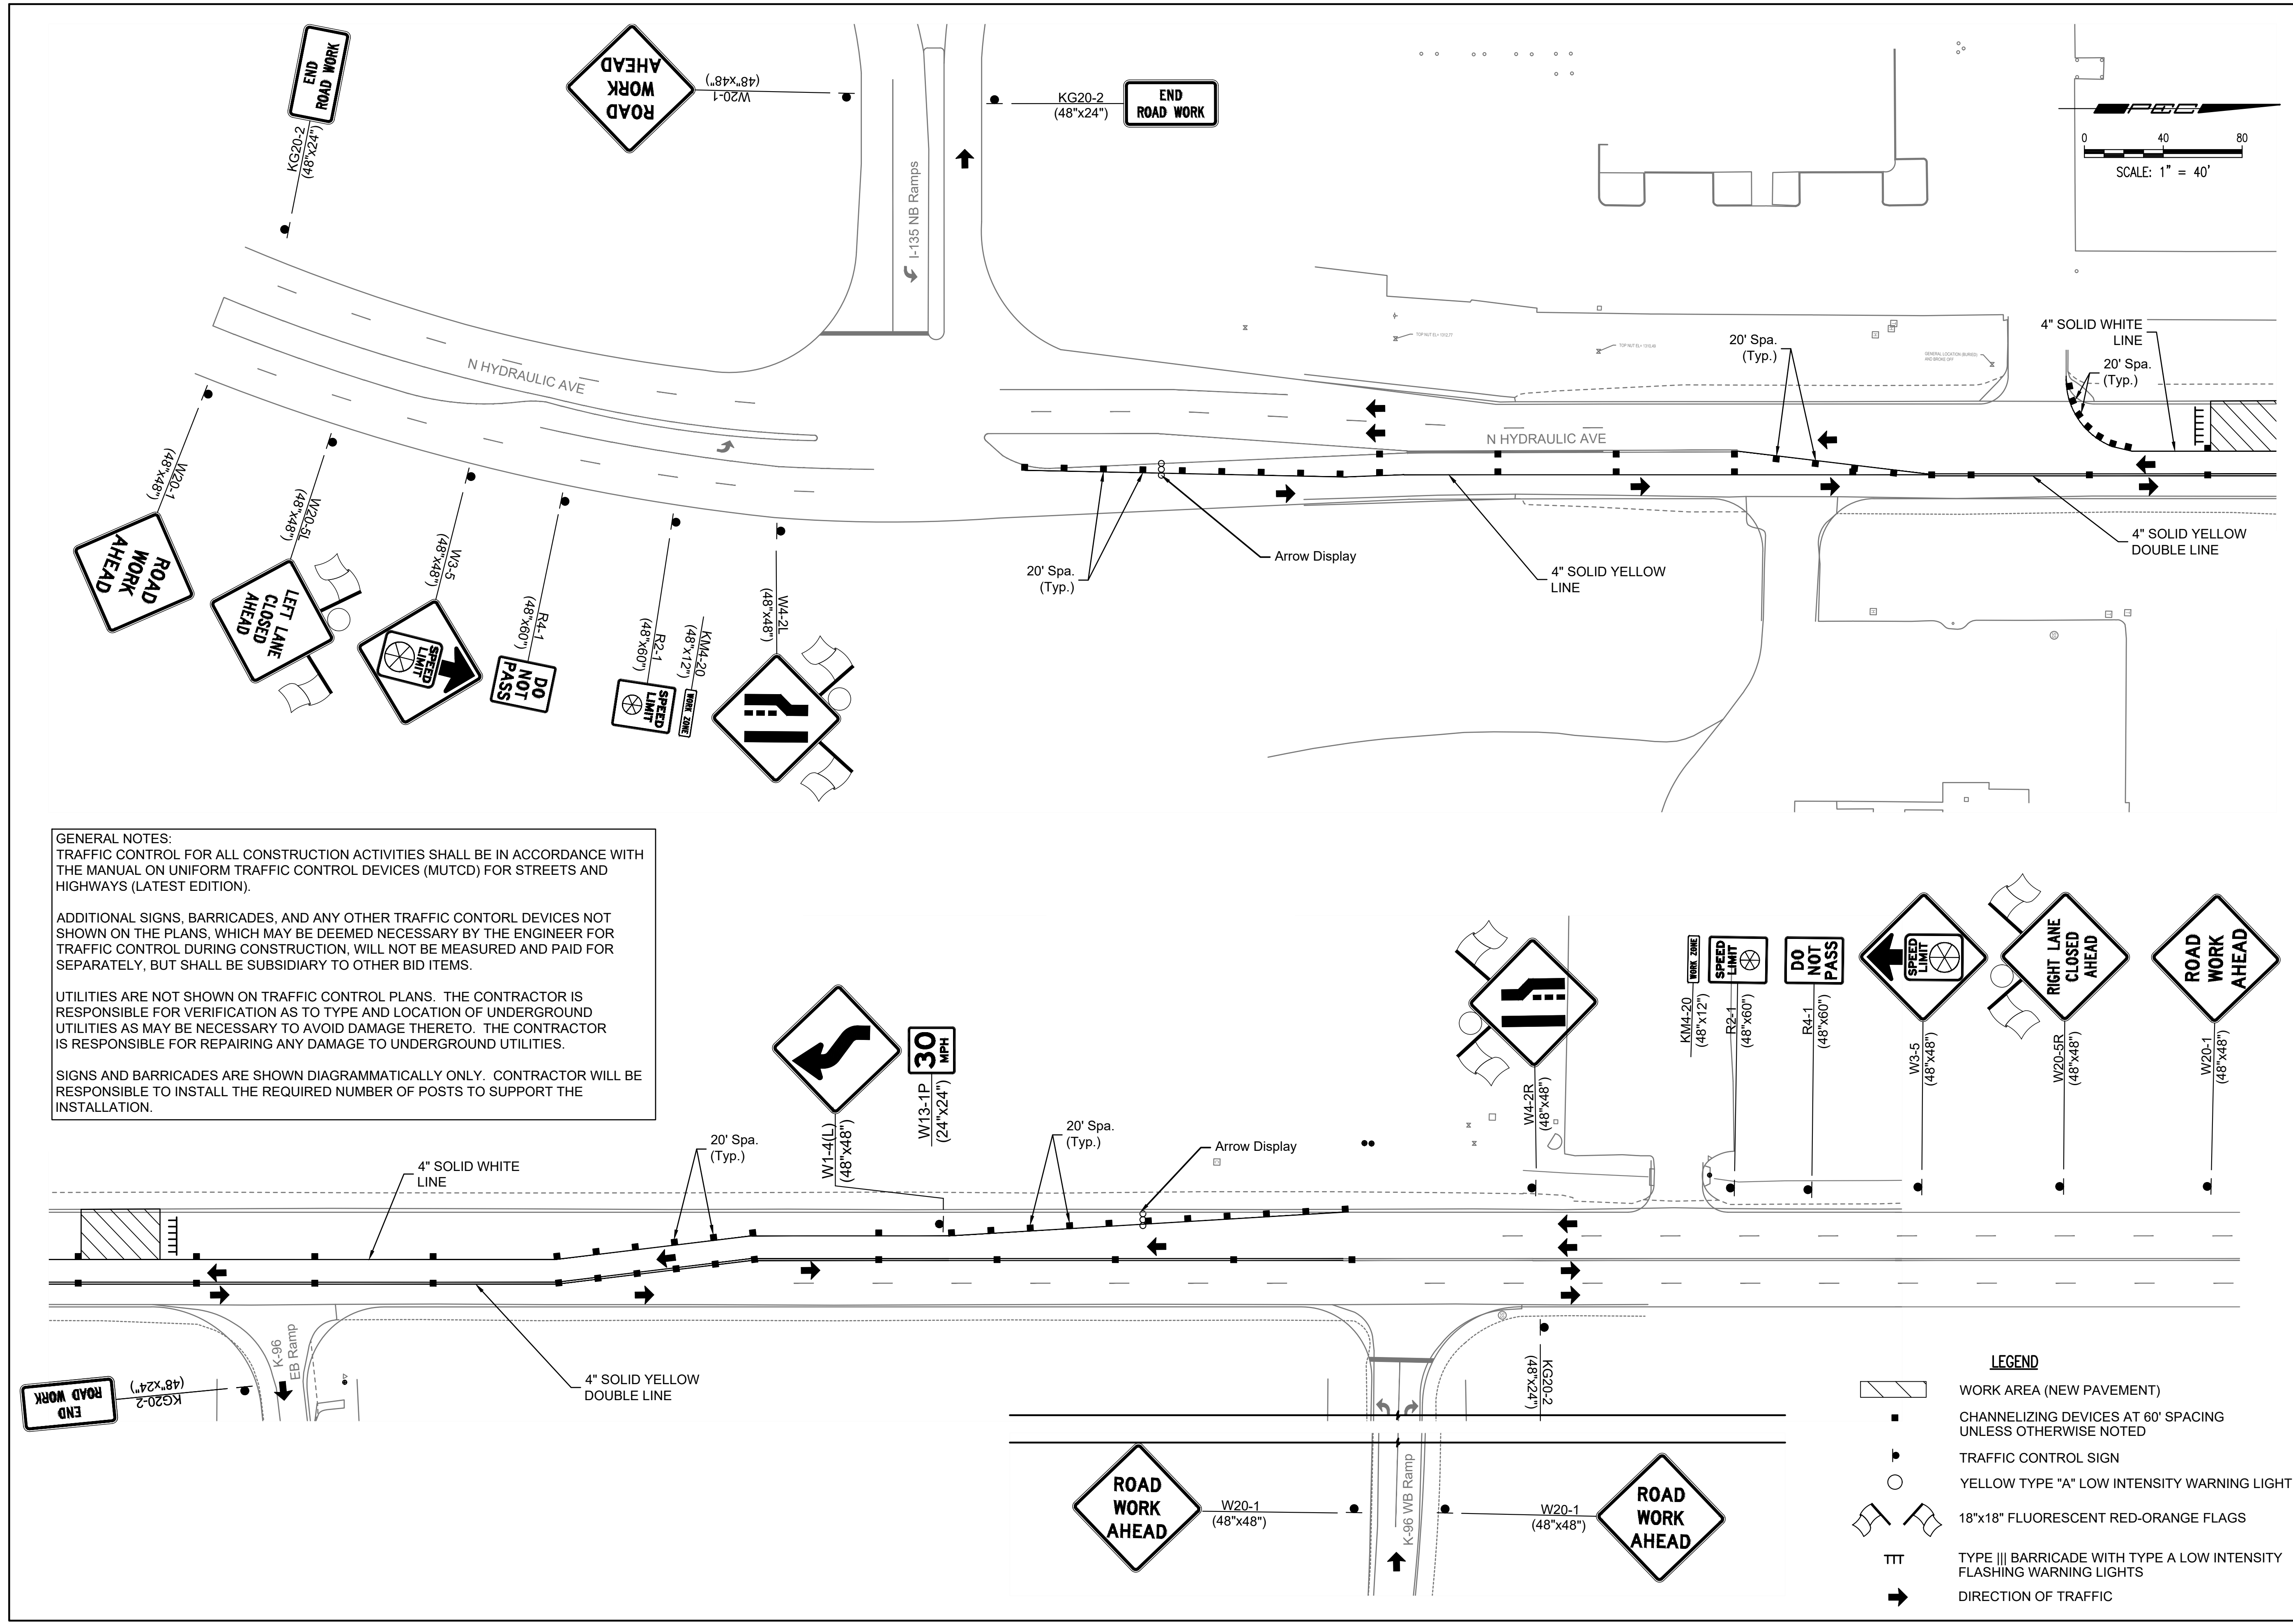 END
ROAD WORK
KG20-2
(48"x24")
ROAD
WORK
AHEAD
W20-1
(48"x48")
KG20-2
(48"x24")
END
ROAD WORK
I-135 NB Ramps
PEC
0 40 80
SCALE: 1" = 40'
N HYDRAULIC AVE
TOP NUT EL= 
TOP NUT EL= 
GENERAL LOCATION (BURIED)
AND BROKE OFF
20' Spa.
(Typ.)
4" SOLID WHITE
LINE
20' Spa.
(Typ.)
N HYDRAULIC AVE
W20-1
(48"x48")
ROAD
WORK
AHEAD
W20-5L
(48"x48")
LEFT LANE
CLOSED
AHEAD
W3-5
(48"x48")
SPEED
LIMIT
R4-1
(48"x60")
DO
NOT
PASS
R2-1
(48"x60")
SPEED
LIMIT
KM4-20
(48"x12")
WORK ZONE
W4-2L
(48"x48")
20' Spa.
(Typ.)
Arrow Display
4" SOLID YELLOW
LINE
4" SOLID YELLOW
DOUBLE LINE
GENERAL NOTES:
TRAFFIC CONTROL FOR ALL CONSTRUCTION ACTIVITIES SHALL BE IN ACCORDANCE WITH
THE MANUAL ON UNIFORM TRAFFIC CONTROL DEVICES (MUTCD) FOR STREETS AND
HIGHWAYS (LATEST EDITION).
ADDITIONAL SIGNS, BARRICADES, AND ANY OTHER TRAFFIC CONTORL DEVICES NOT
SHOWN ON THE PLANS, WHICH MAY BE DEEMED NECESSARY BY THE ENGINEER FOR
TRAFFIC CONTROL DURING CONSTRUCTION, WILL NOT BE MEASURED AND PAID FOR
SEPARATELY, BUT SHALL BE SUBSIDIARY TO OTHER BID ITEMS.
UTILITIES ARE NOT SHOWN ON TRAFFIC CONTROL PLANS. THE CONTRACTOR IS
RESPONSIBLE FOR VERIFICATION AS TO TYPE AND LOCATION OF UNDERGROUND
UTILITIES AS MAY BE NECESSARY TO AVOID DAMAGE THERETO. THE CONTRACTOR
IS RESPONSIBLE FOR REPAIRING ANY DAMAGE TO UNDERGROUND UTILITIES.
SIGNS AND BARRICADES ARE SHOWN DIAGRAMMATICALLY ONLY. CONTRACTOR WILL BE
RESPONSIBLE TO INSTALL THE REQUIRED NUMBER OF POSTS TO SUPPORT THE
INSTALLATION.
4" SOLID WHITE
LINE
20' Spa.
(Typ.)
W1-4(L)
(48"x48")
30
MPH
W13-1P
(24"x24")
20' Spa.
(Typ.)
Arrow Display
W4-2R
(48"x48")
WORK ZONE
KM4-20
(48"x12")
SPEED
LIMIT
R2-1
(48"x60")
DO
NOT
PASS
R4-1
(48"x60")
SPEED
LIMIT
W3-5
(48"x48")
RIGHT LANE
CLOSED
AHEAD
W20-5R
(48"x48")
ROAD
WORK
AHEAD
W20-1
(48"x48")
K-96
EB Ramp
END
ROAD WORK
KG20-2
(48"x24")
4" SOLID YELLOW
DOUBLE LINE
KG20-2
(48"x24")
ROAD
WORK
AHEAD
W20-1
(48"x48")
K-96 WB Ramp
W20-1
(48"x48")
ROAD
WORK
AHEAD
LEGEND
WORK AREA (NEW PAVEMENT)
CHANNELIZING DEVICES AT 60' SPACING
UNLESS OTHERWISE NOTED
TRAFFIC CONTROL SIGN
YELLOW TYPE "A" LOW INTENSITY WARNING LIGHT
18"x18" FLUORESCENT RED-ORANGE FLAGS
TYPE ||| BARRICADE WITH TYPE A LOW INTENSITY
FLASHING WARNING LIGHTS
DIRECTION OF TRAFFIC